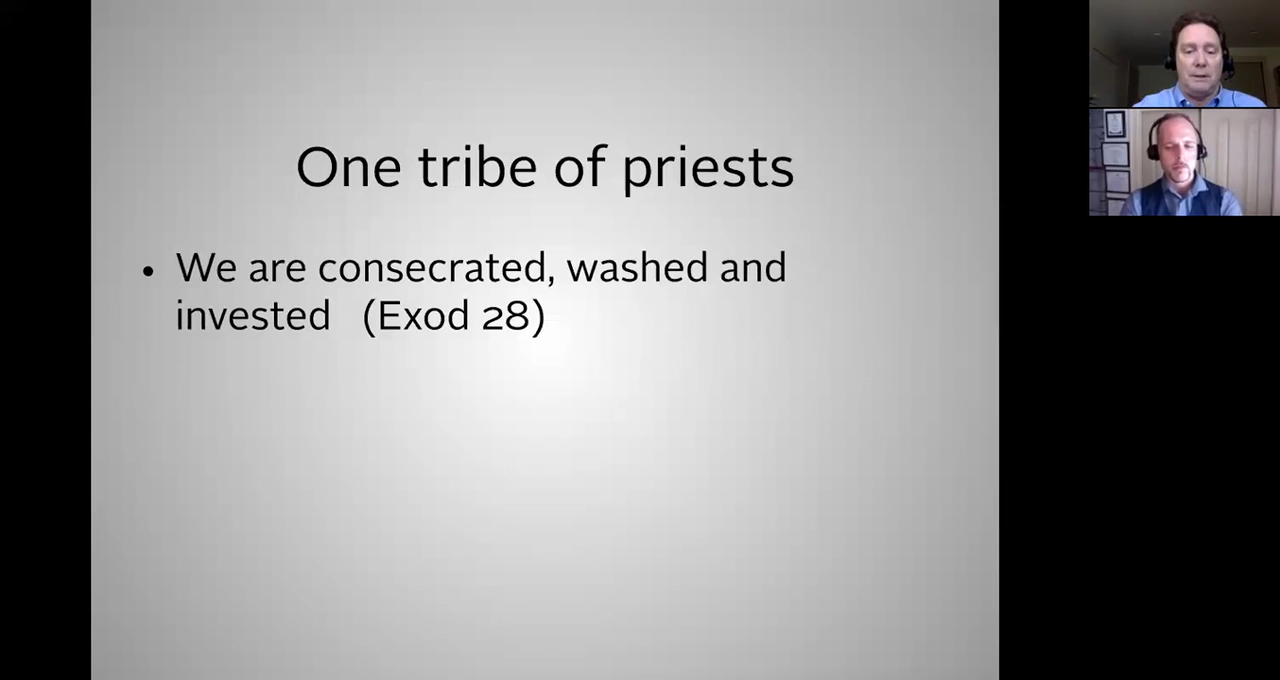 One tribe of priests
• We are consecrated, washed and
invested (Exod 28)